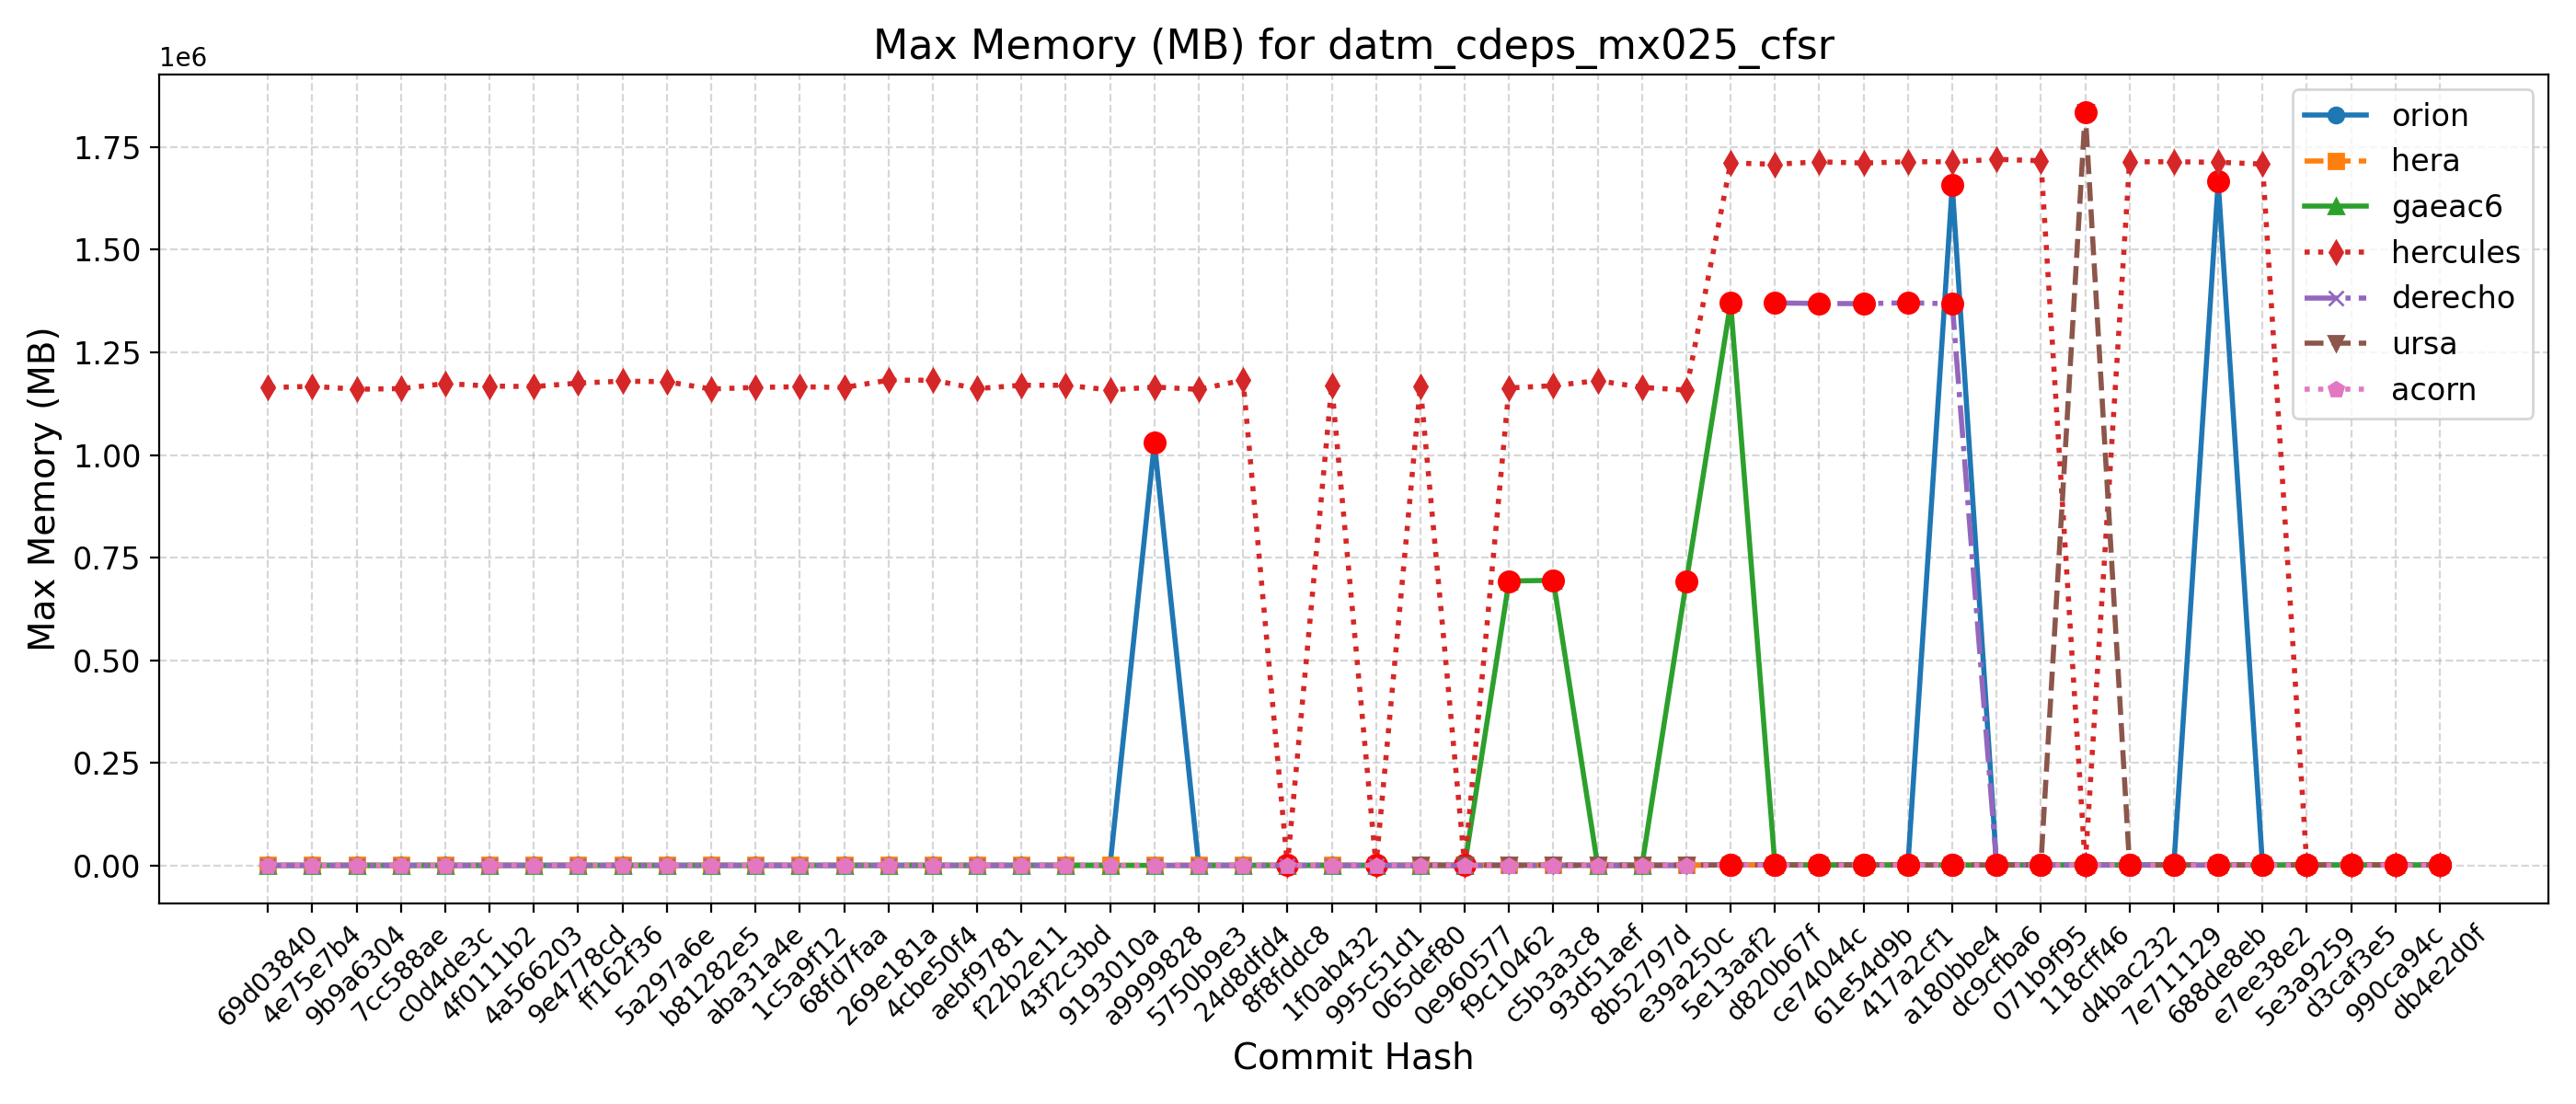 Max Memory (MB) for datm_cdeps_mx025_cfsr
1e6
1.75
1.50
1.25
1.00
0.75
0.50
0.25
0.00
Max Memory (MB)
orion
hera
gaeac6
hercules
derecho
ursa
acorn
69d03840
4e75e7b4
9b9a6304
7cc588ae
c0d4de3c
4f0111b2
4a566203
9e4778cd
ff162f36
5a297a6e
b81282e5
aba31a4e
1c5a9f12
68fd7faa
269e181a
4cbe50f4
aebf9781
f22b2e11
43f2c3bd
9193010a
a9999828
5750b9e3
24d8dfd4
8f8fddc8
1f0ab432
995c51d1
065def80
0e960577
f9c10462
c5b3a3c8
93d51aef
8b52797d
e39a250c
5e13aaf2
d820b67f
ce74044c
61e54d9b
417a2cf1
a180bbe4
dc9cfba6
071b9f95
118cff46
d4bac232
7e711129
688de8eb
e7ee38e2
5e3a9259
d3caf3e5
990ca94c
db4e2d0f
Commit Hash